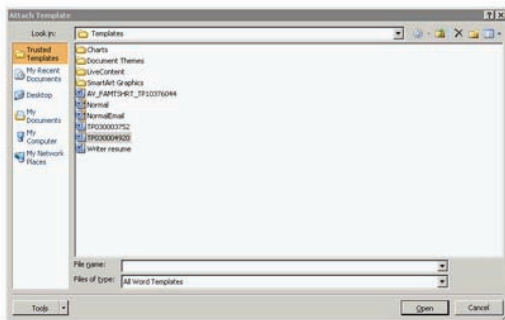 Attach Template
Look in:
Templates
Trusted
Templates
My Recent
Documents
Desktop
My
Documents
My
Computer
My Network
Places
Charts
Document Themes
LiveContent
SmartArt Graphics
AV_FAMTSHRT_TP10376044
Normal
NormalEmail
TP030003752
TP030004920
Writer resume
File name:
Files of type:
All Word Templates
Tools
Open
Cancel